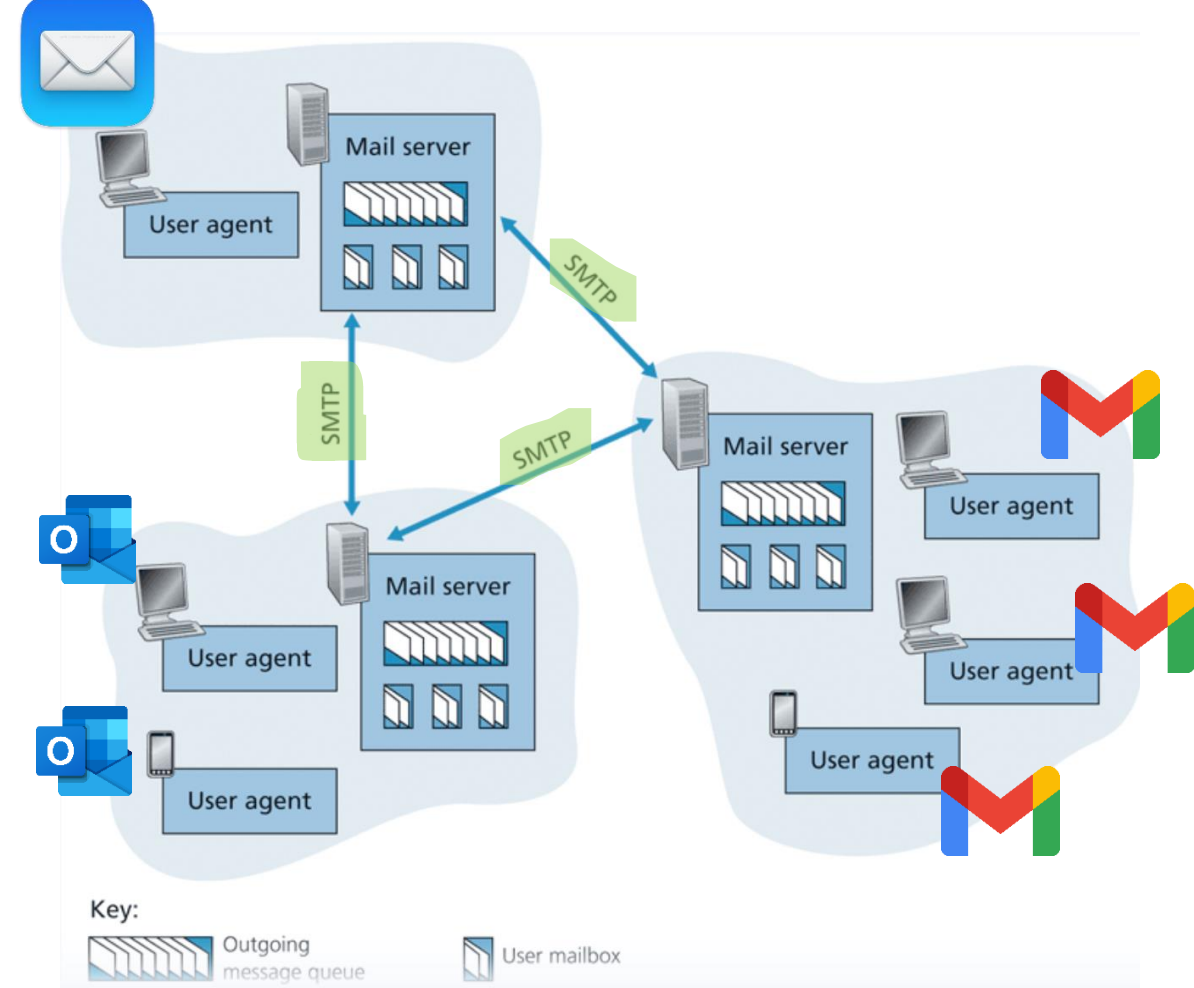 Mail server
User agent
SMTP
SMTP
SMTP
Mail server
User agent
User agent
User agent
Mail server
User agent
User agent
O
O
Key:
Outgoing
message queue
User mailbox